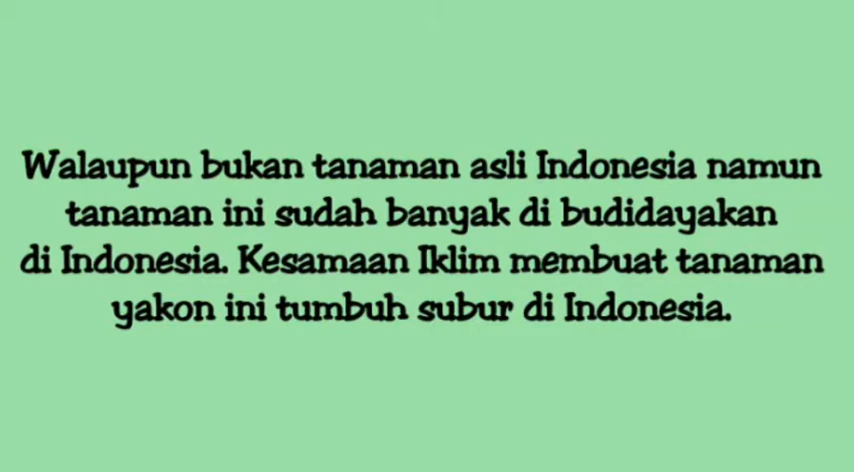 Walaupun bukan tanaman asli Indonesia namun
tanaman ini sudah banyak di budidayakan
di Indonesia. Kesamaan Iklim membuat tanaman
yakon ini tumbuh subur di Indonesia.